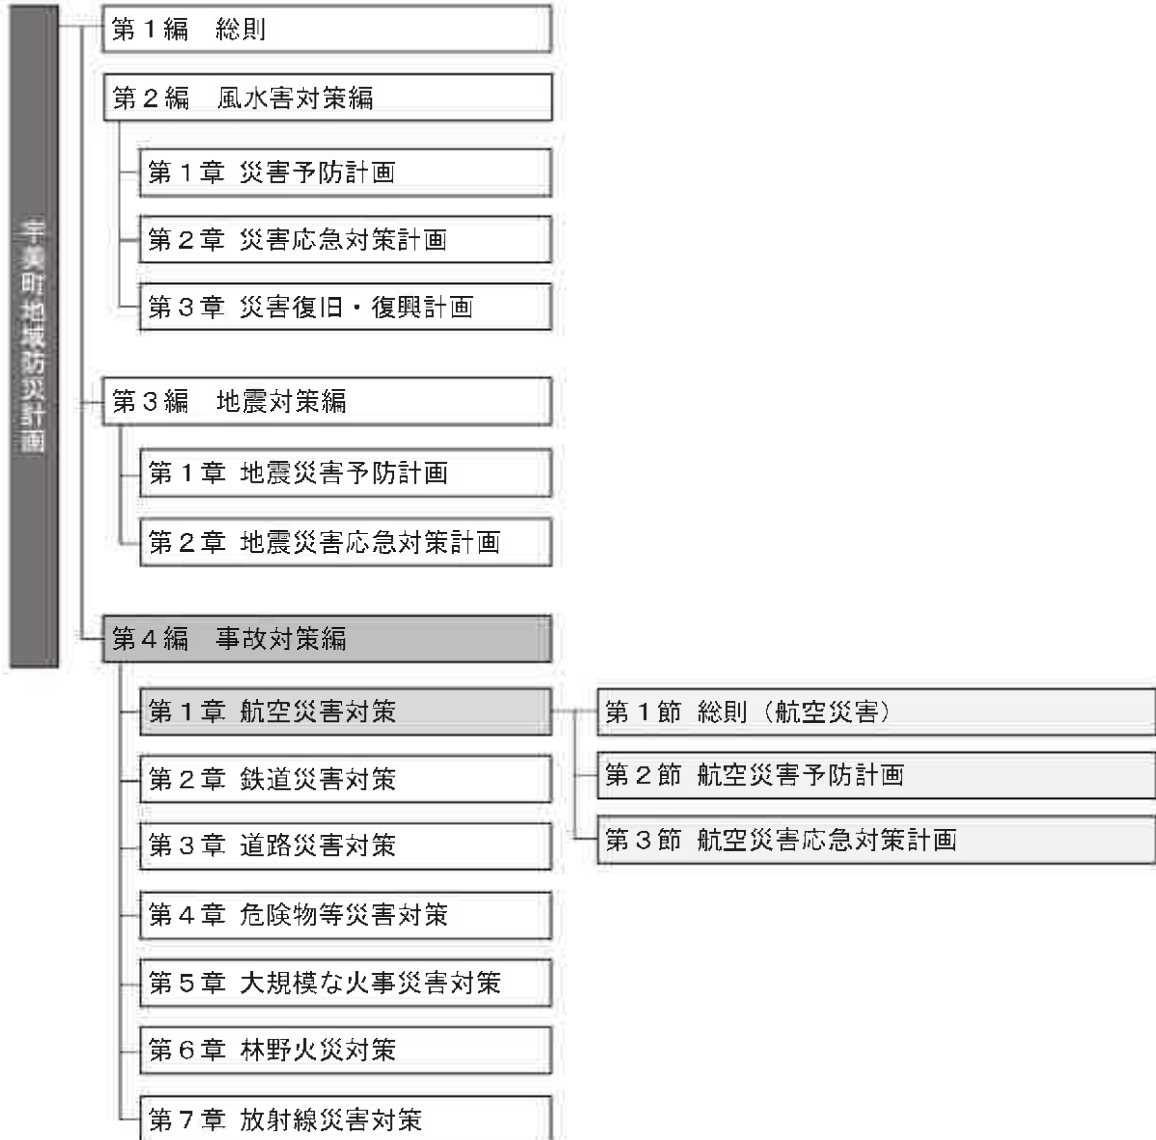 宇美町地域防災計画
第１編　総則
第２編　風水害対策編
第１章 災害予防計画
第２章 災害応急対策計画
第３章 災害復旧・復興計画
第３編　地震対策編
第１章 地震災害予防計画
第２章 地震災害応急対策計画
第４編　事故対策編
第１章 航空災害対策
第１節 総則（航空災害）
第２節 航空災害予防計画
第３節 航空災害応急対策計画
第２章 鉄道災害対策
第３章 道路災害対策
第４章 危険物等災害対策
第５章 大規模な火事災害対策
第６章 林野火災対策
第７章 放射線災害対策